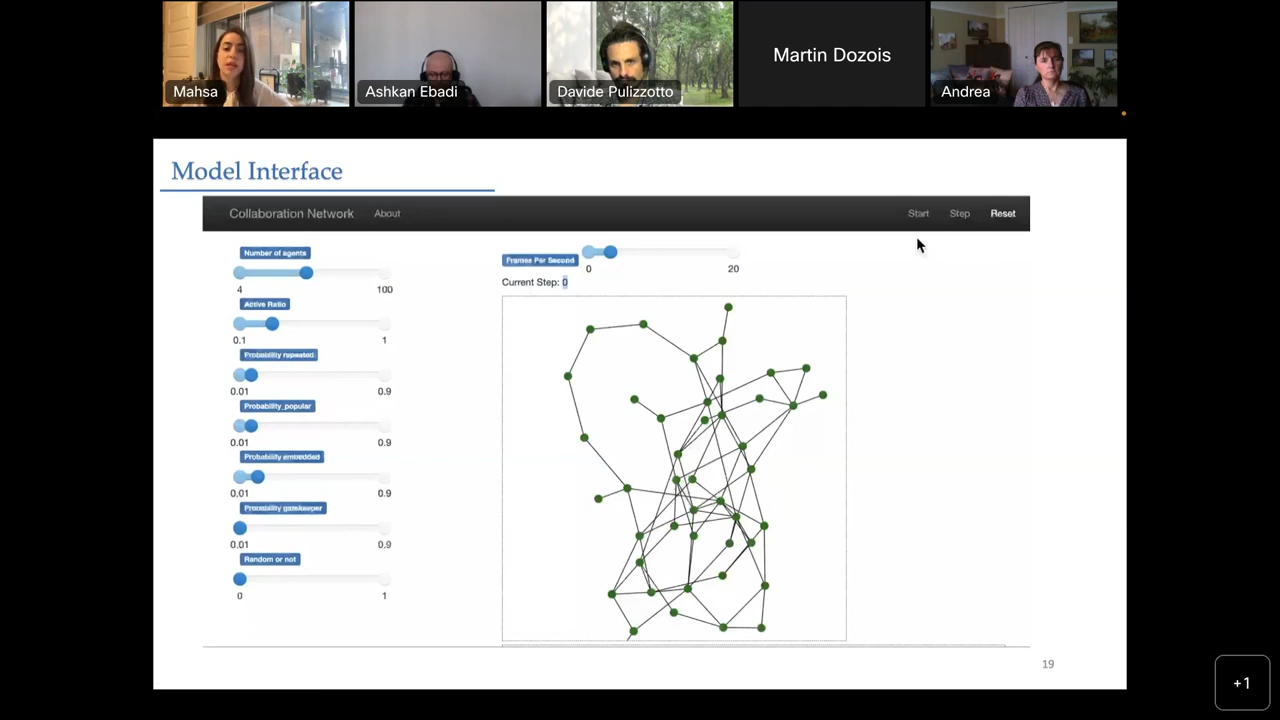 Mahsa
Ashkan Ebadi
Davide Pulizzotto
Martin Dozois
Andrea
Model Interface
Collaboration Network About Start Step Reset
Number of agents
4 100
Active Ratio
0.1 1
Probability repeated
0.01 0.9
Probability_popular
0.01 0.9
Probability embedded
0.01 0.9
Probability gatekeeper
0.01 0.9
Random or not
0 1
Frames Per Second
0 20
Current Step: 0
19
+1